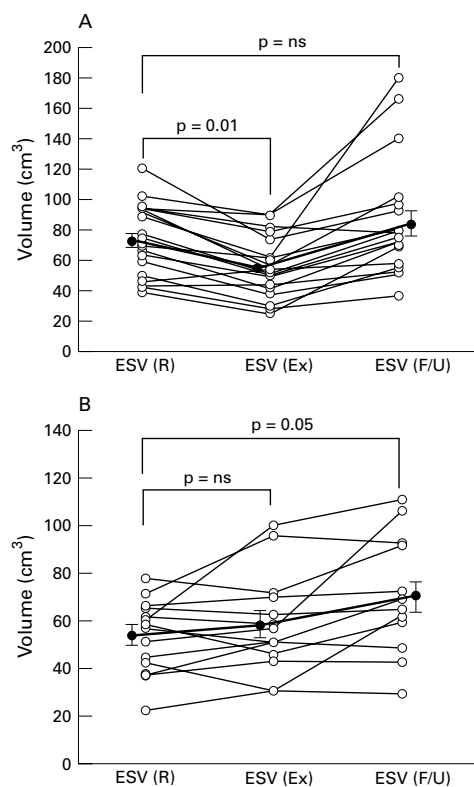 A
200
180
160
140
120
100
80
60
40
20
0
Volume (cm³)
p = ns
p = 0.01
ESV (R) ESV (Ex) ESV (F/U)
B
140
120
100
80
60
40
20
0
Volume (cm³)
p = 0.05
p = ns
ESV (R) ESV (Ex) ESV (F/U)